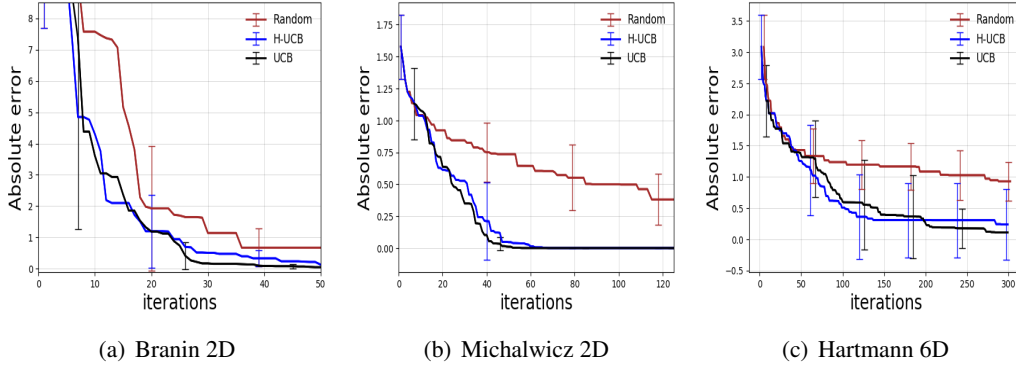 Absolute error
8
7
6
5
4
3
2
1
0
0 10 20 30 40 50
iterations
Random
H-UCB
UCB
(a) Branin 2D
Absolute error
1.75
1.50
1.25
1.00
0.75
0.50
0.25
0.00
0 20 40 60 80 100 120
iterations
Random
H-UCB
UCB
(b) Michalwicz 2D
Absolute error
3.5
3.0
2.5
2.0
1.5
1.0
0.5
0.0
−0.5
0 50 100 150 200 250 300
iterations
Random
H-UCB
UCB
(c) Hartmann 6D